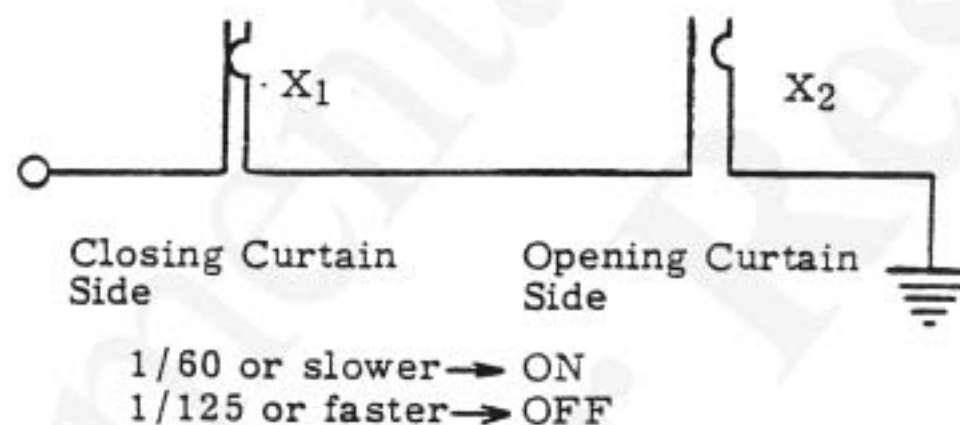 X₁
X₂
Closing Curtain Side
Opening Curtain Side
1/60 or slower → ON
1/125 or faster → OFF